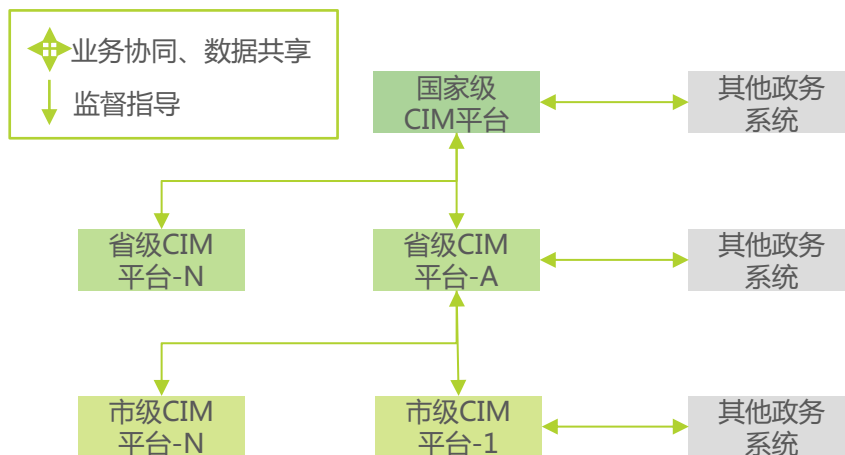 业务协同、数据共享
监督指导
国家级
CIM平台
其他政务
系统
省级CIM
平台-N
省级CIM
平台-A
其他政务
系统
市级CIM
平台-N
市级CIM
平台-1
其他政务
系统